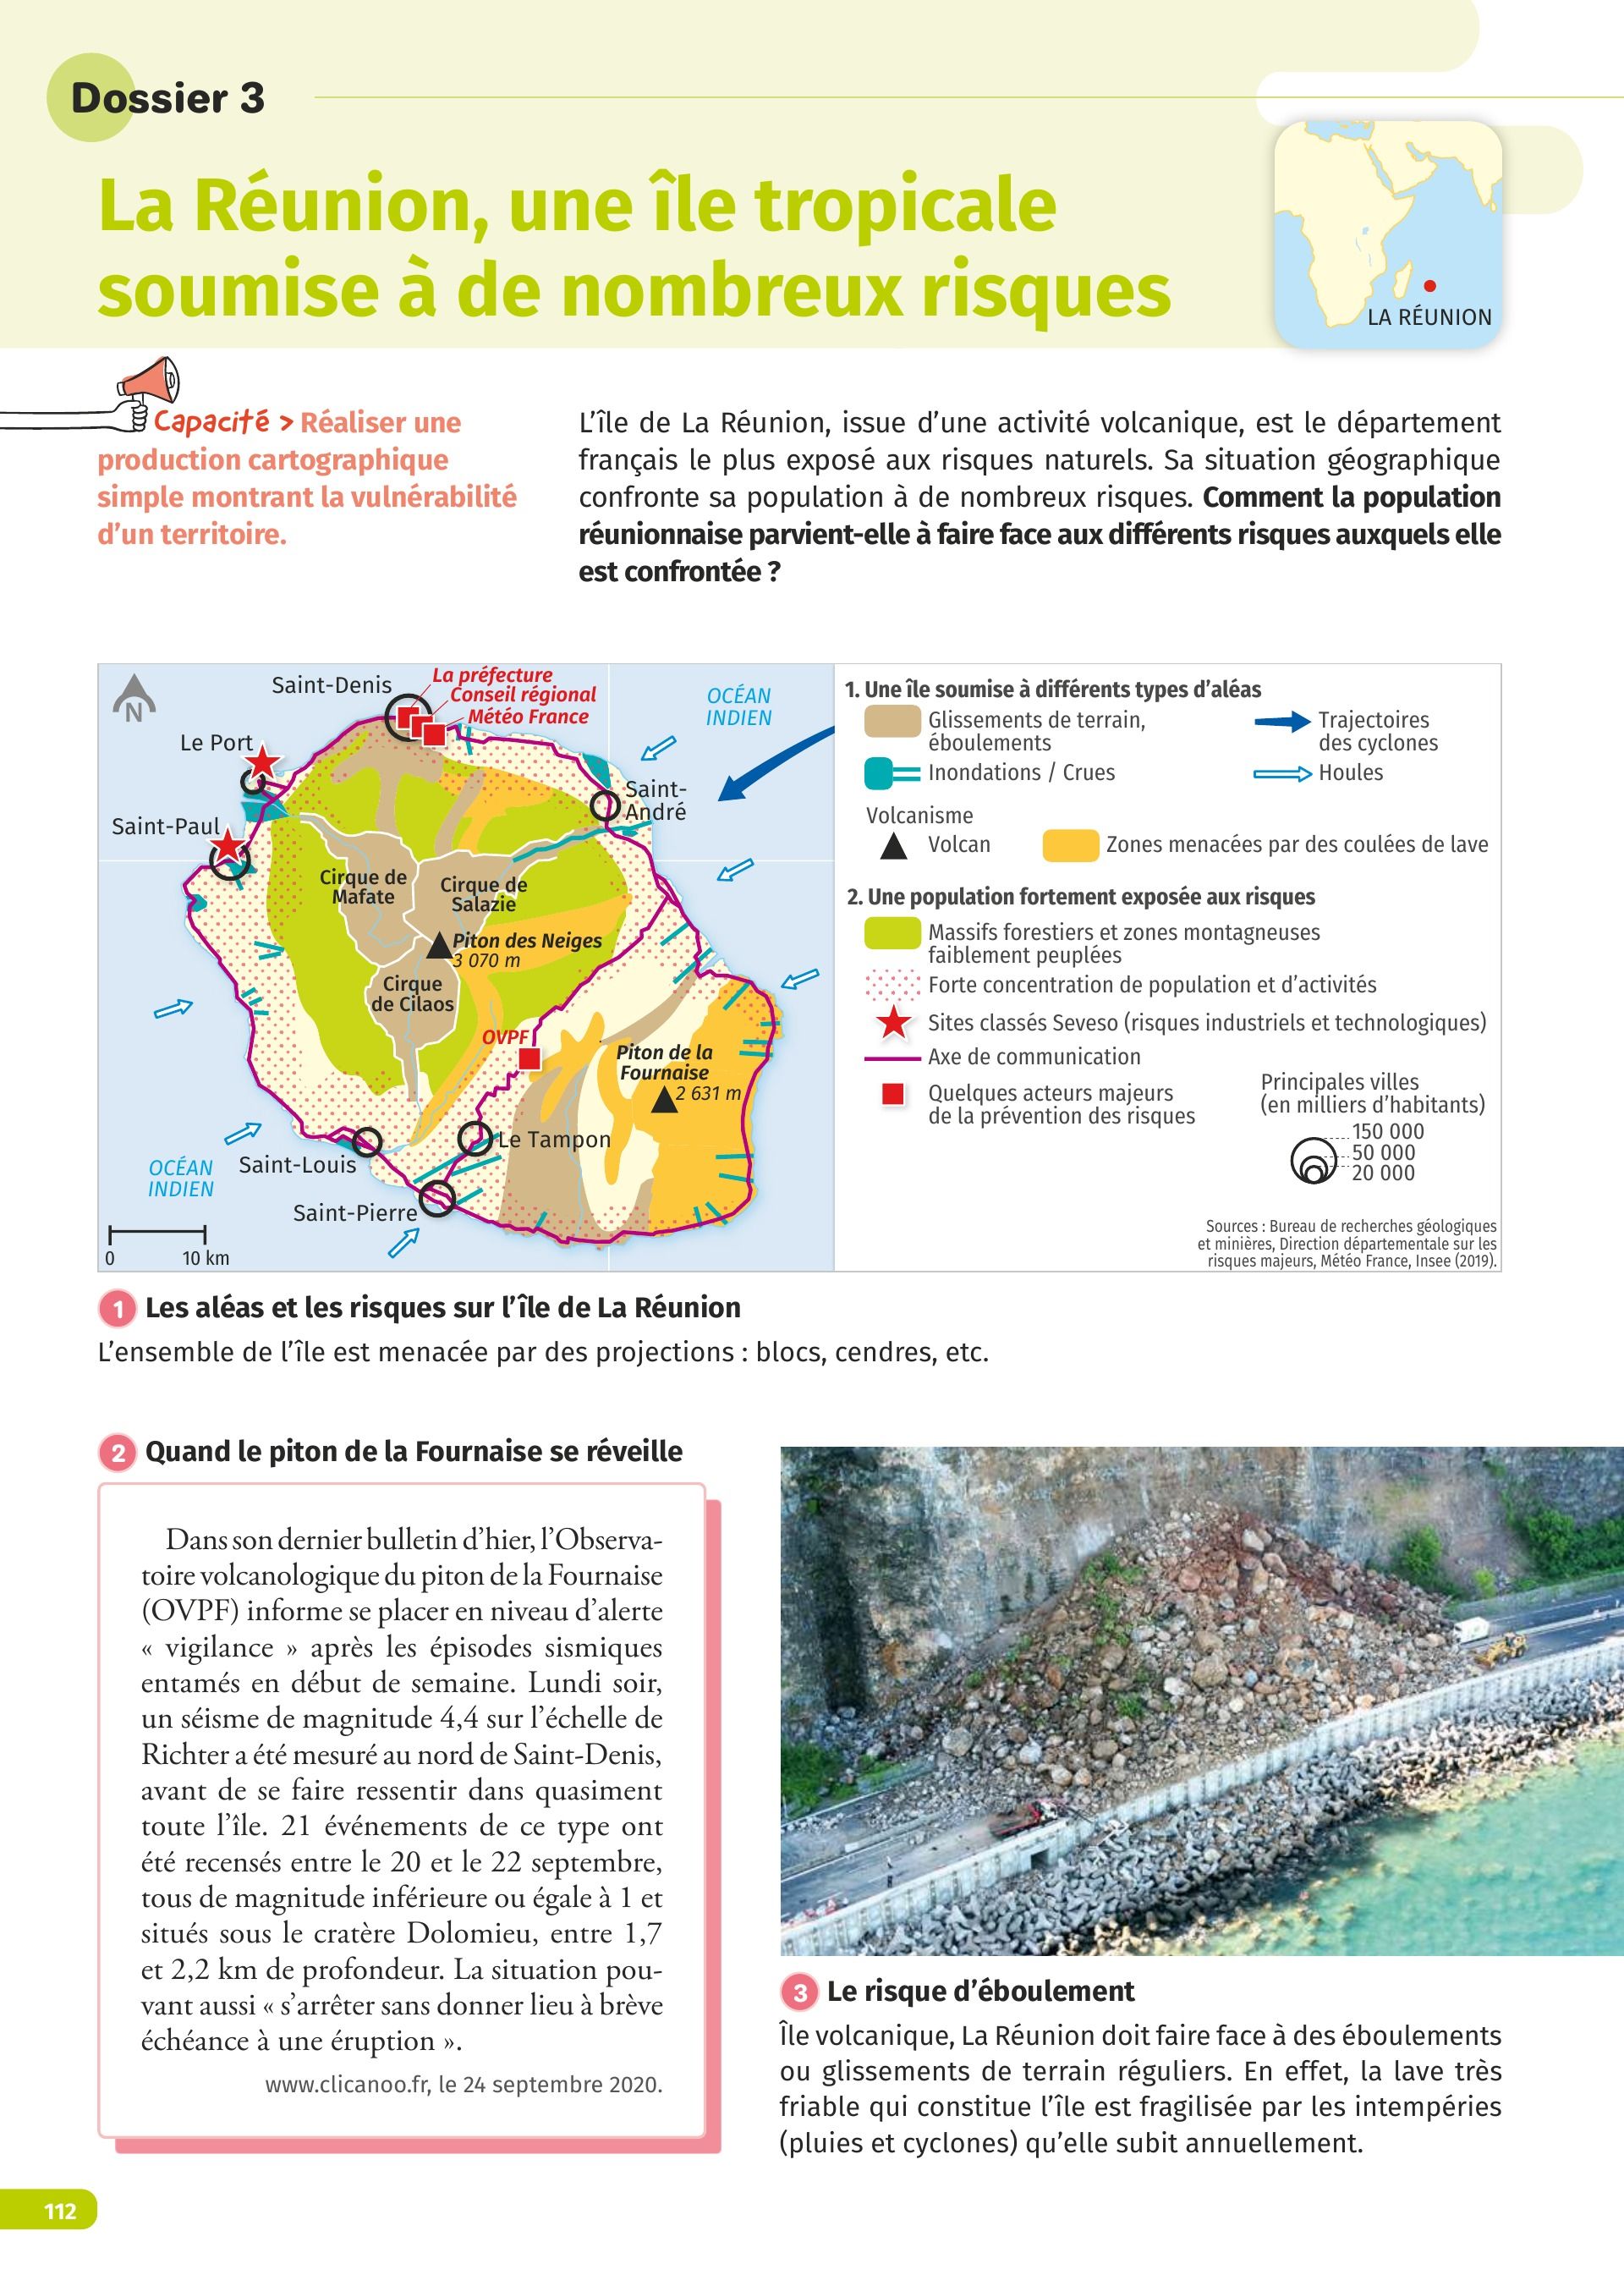 Dossier 3
La Réunion, une île tropicale
soumise à de nombreux risques
LA RÉUNION
Capacité > Réaliser une
production cartographique
simple montrant la vulnérabilité
d'un territoire.
L'île de La Réunion, issue d'une activité volcanique, est le département
français le plus exposé aux risques naturels. Sa situation géographique
confronte sa population à de nombreux risques. Comment la population
réunionnaise parvient-elle à faire face aux différents risques auxquels elle
est confrontée ?
N
Saint-Denis
La préfecture
Conseil régional
Météo France
OCÉAN
INDIEN
Le Port
Saint-
André
Saint-Paul
Cirque de
Mafate
Cirque de
Salazie
Piton des Neiges
3 070 m
Cirque
de Cilaos
OVPF
Piton de la
Fournaise
2 631 m
Le Tampon
Saint-Louis
OCÉAN
INDIEN
Saint-Pierre
0 10 km
1. Une île soumise à différents types d'aléas
Glissements de terrain,
éboulements
Trajectoires
des cyclones
Inondations / Crues
Houles
Volcanisme
Volcan
Zones menacées par des coulées de lave
2. Une population fortement exposée aux risques
Massifs forestiers et zones montagneuses
faiblement peuplées
Forte concentration de population et d'activités
Sites classés Seveso (risques industriels et technologiques)
Axe de communication
Quelques acteurs majeurs
de la prévention des risques
Principales villes
(en milliers d'habitants)
150 000
50 000
20 000
Sources : Bureau de recherches géologiques
et minières, Direction départementale sur les
risques majeurs, Météo France, Insee (2019).
1 Les aléas et les risques sur l'île de La Réunion
L'ensemble de l'île est menacée par des projections : blocs, cendres, etc.
2 Quand le piton de la Fournaise se réveille
Dans son dernier bulletin d'hier, l'Observa-
toire volcanologique du piton de la Fournaise
(OVPF) informe se placer en niveau d'alerte
« vigilance » après les épisodes sismiques
entamés en début de semaine. Lundi soir,
un séisme de magnitude 4,4 sur l'échelle de
Richter a été mesuré au nord de Saint-Denis,
avant de se faire ressentir dans quasiment
toute l'île. 21 événements de ce type ont
été recensés entre le 20 et le 22 septembre,
tous de magnitude inférieure ou égale à 1 et
situés sous le cratère Dolomieu, entre 1,7
et 2,2 km de profondeur. La situation pou-
vant aussi « s'arrêter sans donner lieu à brève
échéance à une éruption ».
www.clicanoo.fr, le 24 septembre 2020.
3 Le risque d'éboulement
Île volcanique, La Réunion doit faire face à des éboulements
ou glissements de terrain réguliers. En effet, la lave très
friable qui constitue l'île est fragilisée par les intempéries
(pluies et cyclones) qu'elle subit annuellement.
112